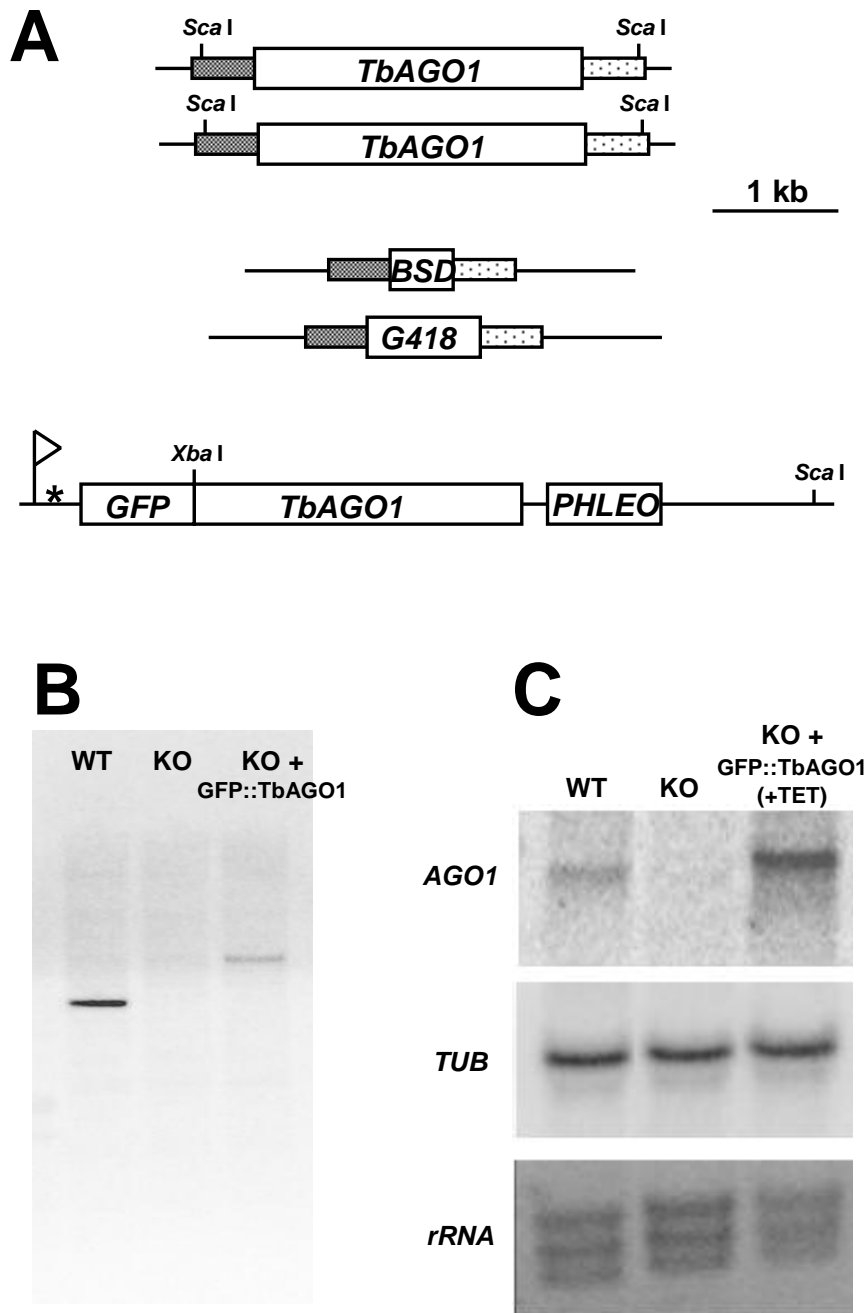 A
Sca I Sca I
TbAGO1
Sca I Sca I
TbAGO1
1 kb
BSD
G418
Xba I
Sca I
*
GFP TbAGO1 PHLEO
B
WT KO KO +
GFP::TbAGO1
C
WT KO KO +
GFP::TbAGO1
(+TET)
AGO1
TUB
rRNA